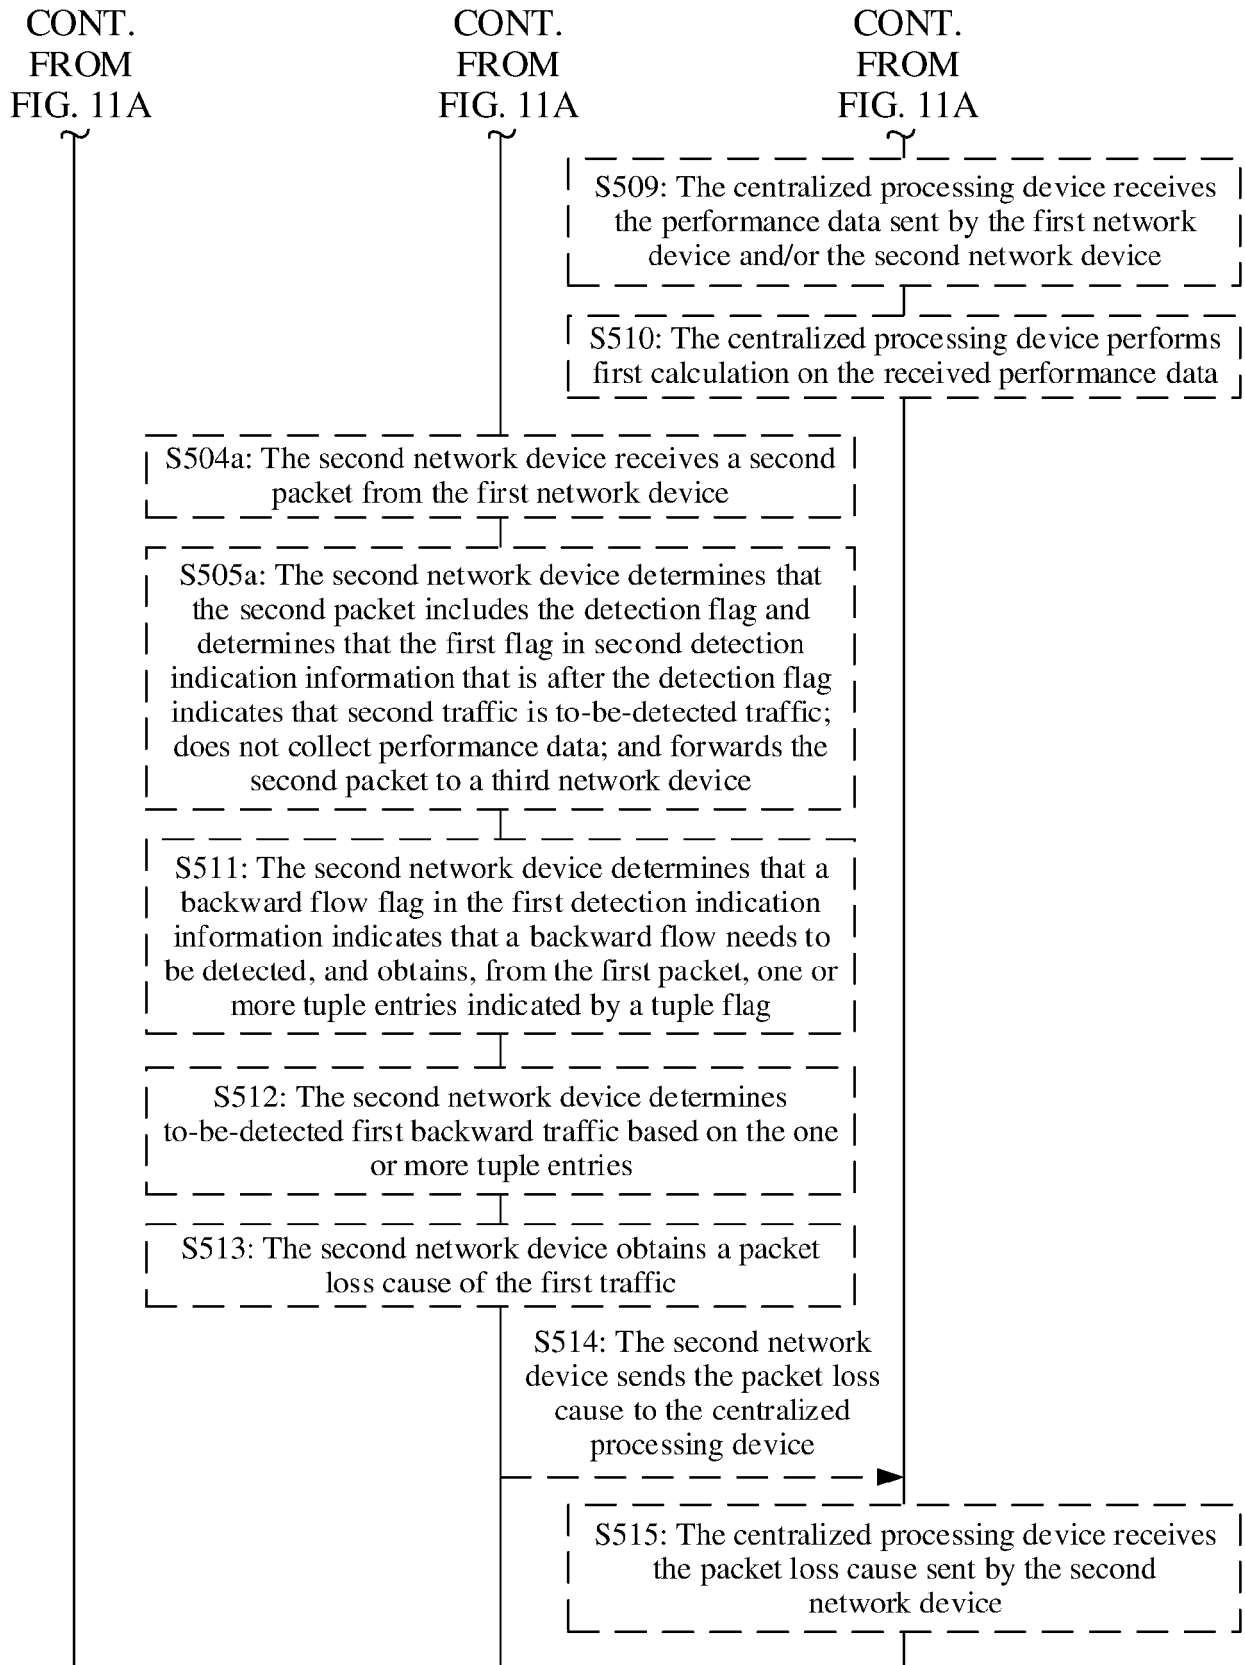 CONT.
FROM
FIG. 11A
CONT.
FROM
FIG. 11A
CONT.
FROM
FIG. 11A
S509: The centralized processing device receives
the performance data sent by the first network
device and/or the second network device
S510: The centralized processing device performs
first calculation on the received performance data
S504a: The second network device receives a second
packet from the first network device
S505a: The second network device determines that
the second packet includes the detection flag and
determines that the first flag in second detection
indication information that is after the detection flag
indicates that second traffic is to-be-detected traffic;
does not collect performance data; and forwards the
second packet to a third network device
S511: The second network device determines that a
backward flow flag in the first detection indication
information indicates that a backward flow needs to
be detected, and obtains, from the first packet, one or
more tuple entries indicated by a tuple flag
S512: The second network device determines
to-be-detected first backward traffic based on the one
or more tuple entries
S513: The second network device obtains a packet
loss cause of the first traffic
S514: The second network
device sends the packet loss
cause to the centralized
processing device
S515: The centralized processing device receives
the packet loss cause sent by the second
network device